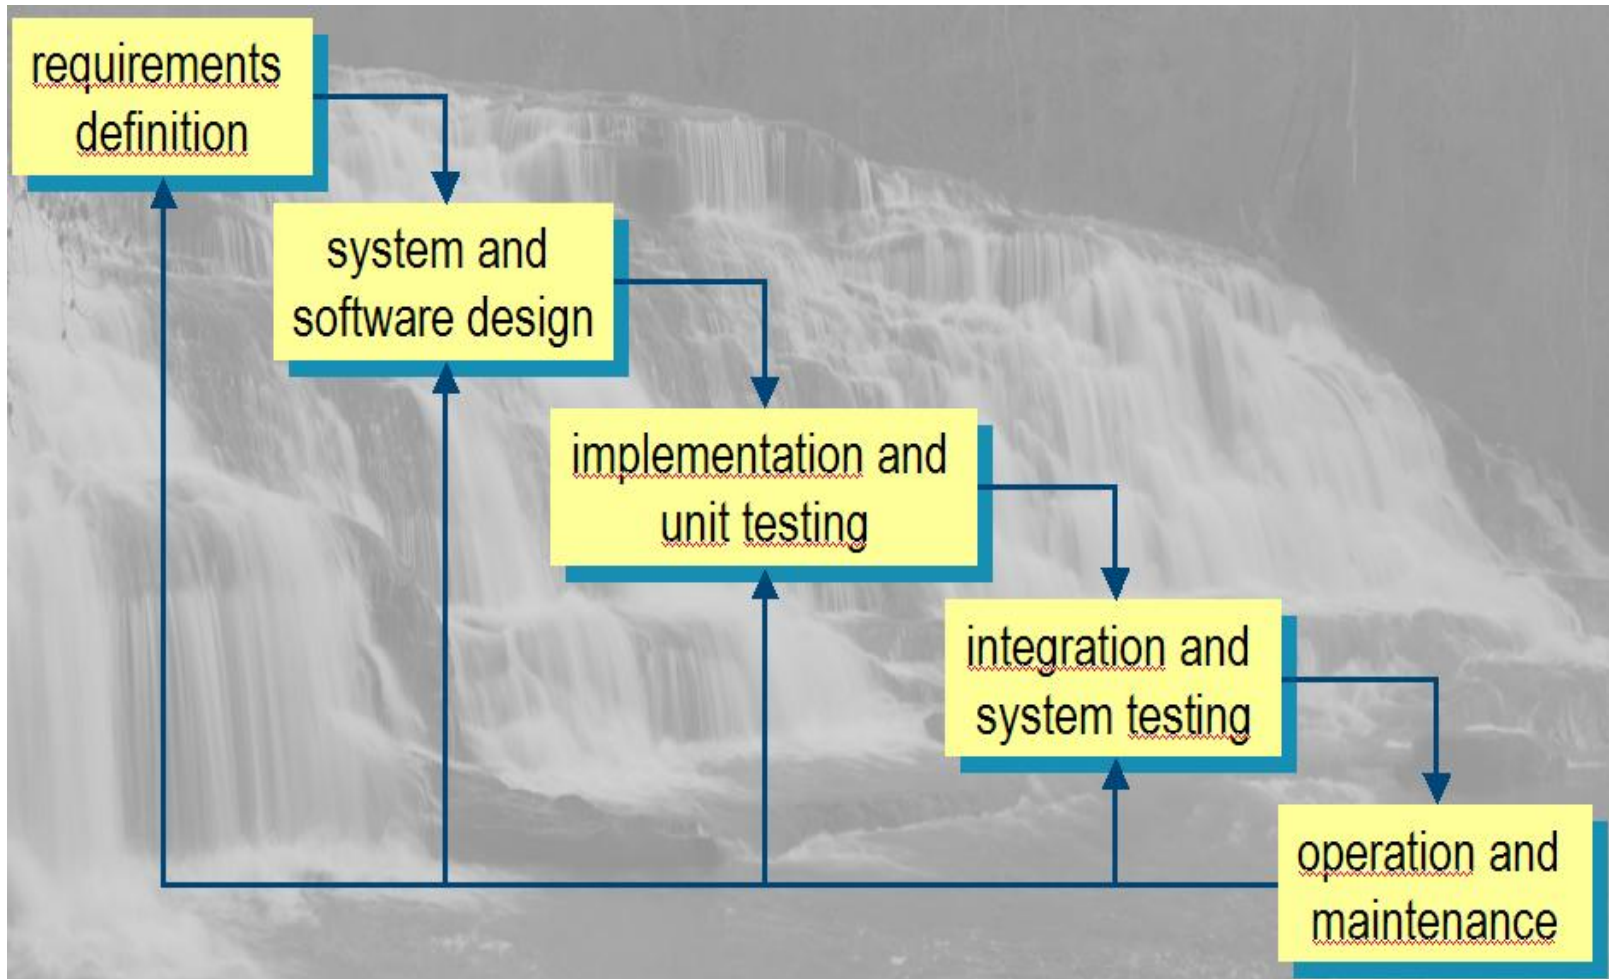 requirements
definition
system and
software design
implementation and
unit testing
integration and
system testing
operation and
maintenance